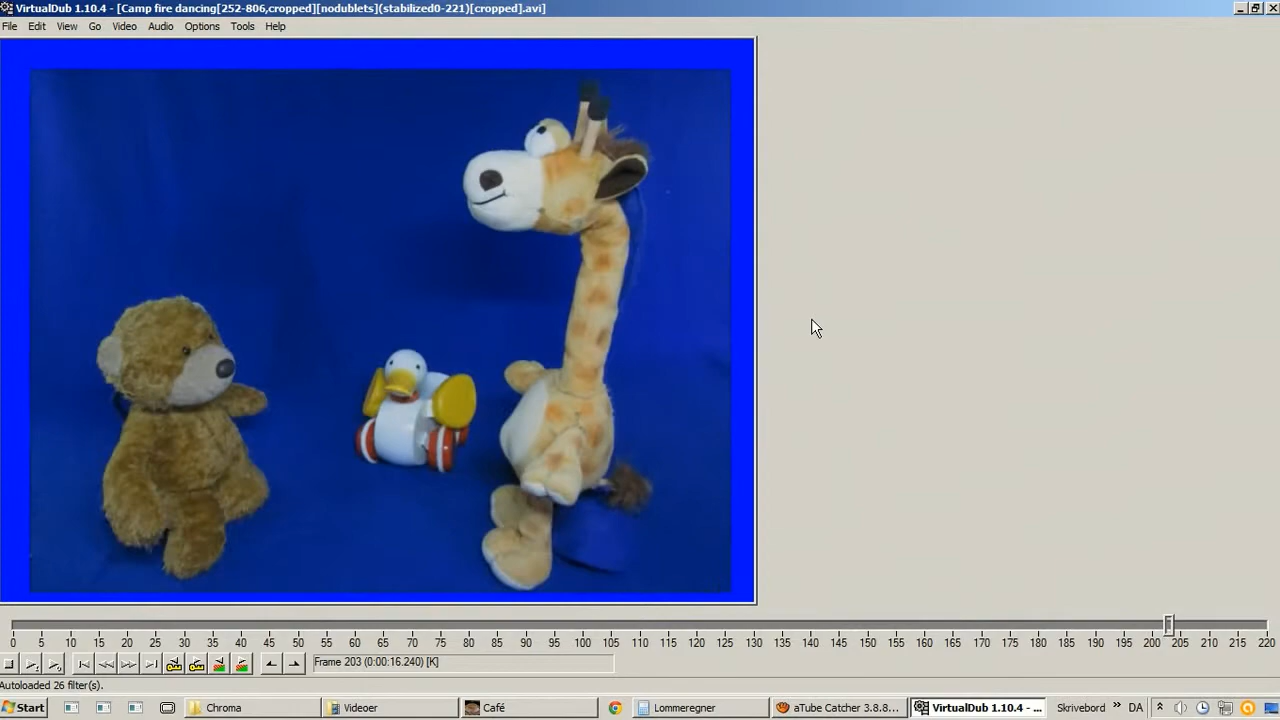 VirtualDub 1.10.4 - [Camp fire dancing[252-806,cropped][nodublets](stabilized0-221)[cropped].avi]
File Edit View Go Video Audio Options Tools Help
0 5 10 15 20 25 30 35 40 45 50 55 60 65 70 75 80 85 90 95 100 105 110 115 120 125 130 135 140 145 150 155 160 165 170 175 180 185 190 195 200 205 210 215 220
Frame 203 (0:00:16.240) [K]
Autoloaded 26 filter(s).
Start Chroma Videoer Café Lommeregner aTube Catcher 3.8.8... VirtualDub 1.10.4 - ... Skrivebord » DA